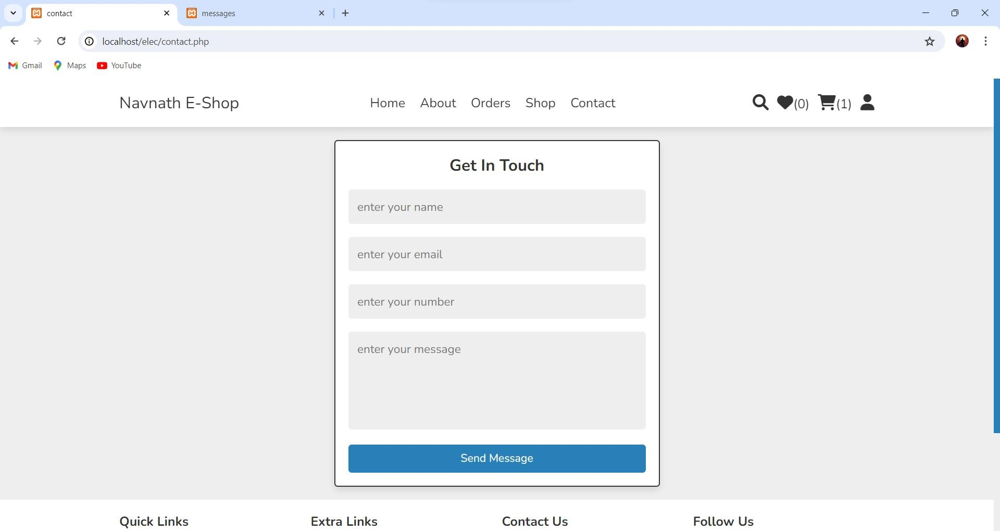 contact
messages
localhost/elec/contact.php
Gmail
Maps
YouTube
Navnath E-Shop
Home
About
Orders
Shop
Contact
(0)
(1)
Get In Touch
enter your name
enter your email
enter your number
enter your message
Send Message
Quick Links
Extra Links
Contact Us
Follow Us